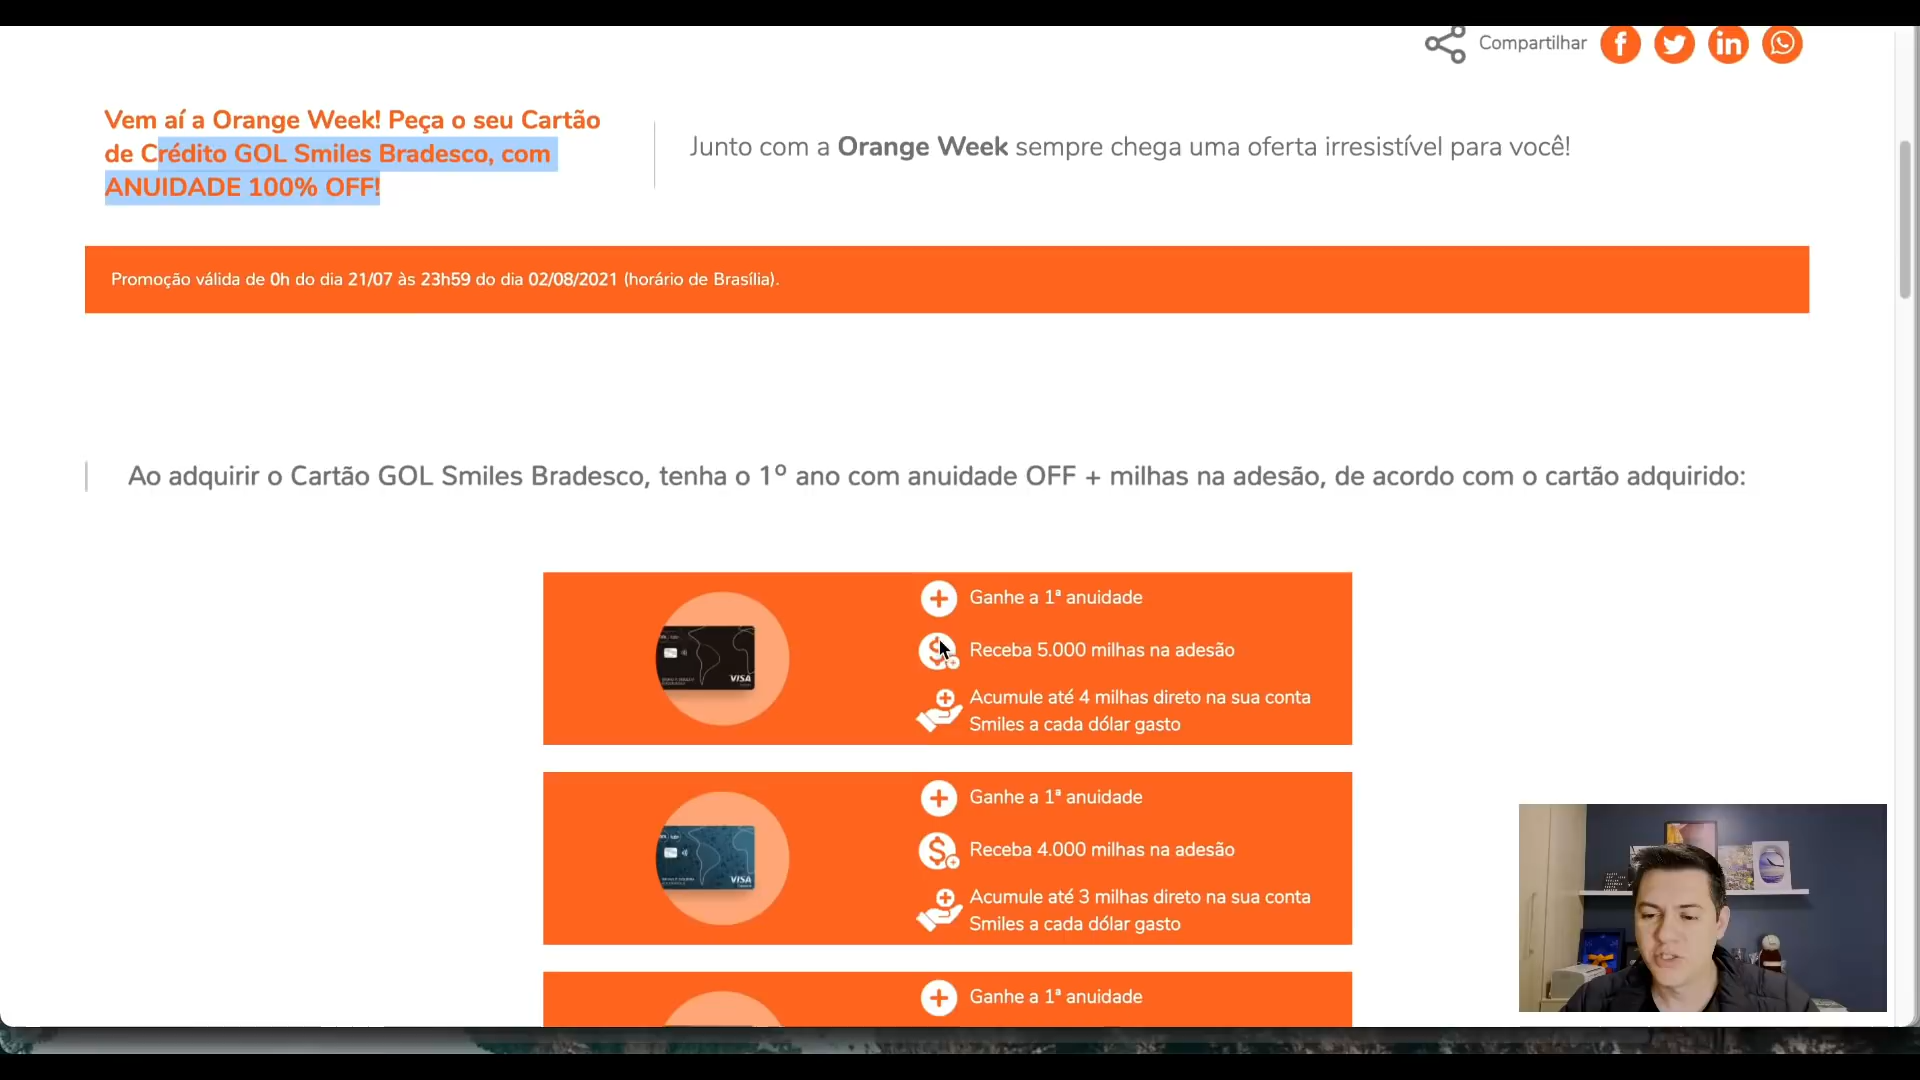 Compartilhar
Vem aí a Orange Week! Peça o seu Cartão
de Crédito GOL Smiles Bradesco, com
ANUIDADE 100% OFF!
Junto com a Orange Week sempre chega uma oferta irresistível para você!
Promoção válida de 0h do dia 21/07 às 23h59 do dia 02/08/2021 (horário de Brasília).
Ao adquirir o Cartão GOL Smiles Bradesco, tenha o 1º ano com anuidade OFF + milhas na adesão, de acordo com o cartão adquirido:
Ganhe a 1ª anuidade
Receba 5.000 milhas na adesão
Acumule até 4 milhas direto na sua conta
Smiles a cada dólar gasto
VISA
Ganhe a 1ª anuidade
Receba 4.000 milhas na adesão
Acumule até 3 milhas direto na sua conta
Smiles a cada dólar gasto
VISA
Ganhe a 1ª anuidade